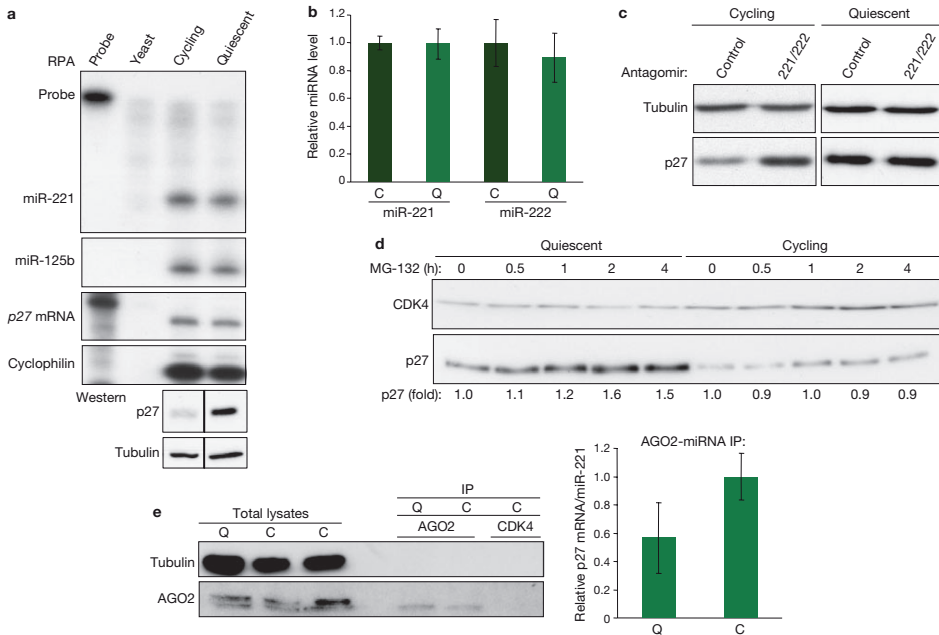 a
RPA
Probe
Yeast
Cycling
Quiescent
Probe
miR-221
miR-125b
p27 mRNA
Cyclophilin
Western
p27
Tubulin
b
Relative miRNA level
1.2
1.0
0.8
0.6
0.4
0.2
0
C Q C Q
miR-221 miR-222
c
Cycling Quiescent
Antagomir: Control 221/222 Control 221/222
Tubulin
p27
d
Quiescent Cycling
MG-132 (h): 0 0.5 1 2 4 0 0.5 1 2 4
CDK4
p27
p27 (fold): 1.0 1.1 1.2 1.6 1.5 1.0 0.9 1.0 0.9 0.9
e
IP
Total lysates Q C C
Q C C AGO2 CDK4
Tubulin
AGO2
AGO2-miRNA IP:
Relative p27 mRNA/miR-221
1.4
1.2
1.0
0.8
0.6
0.4
0.2
0
Q C